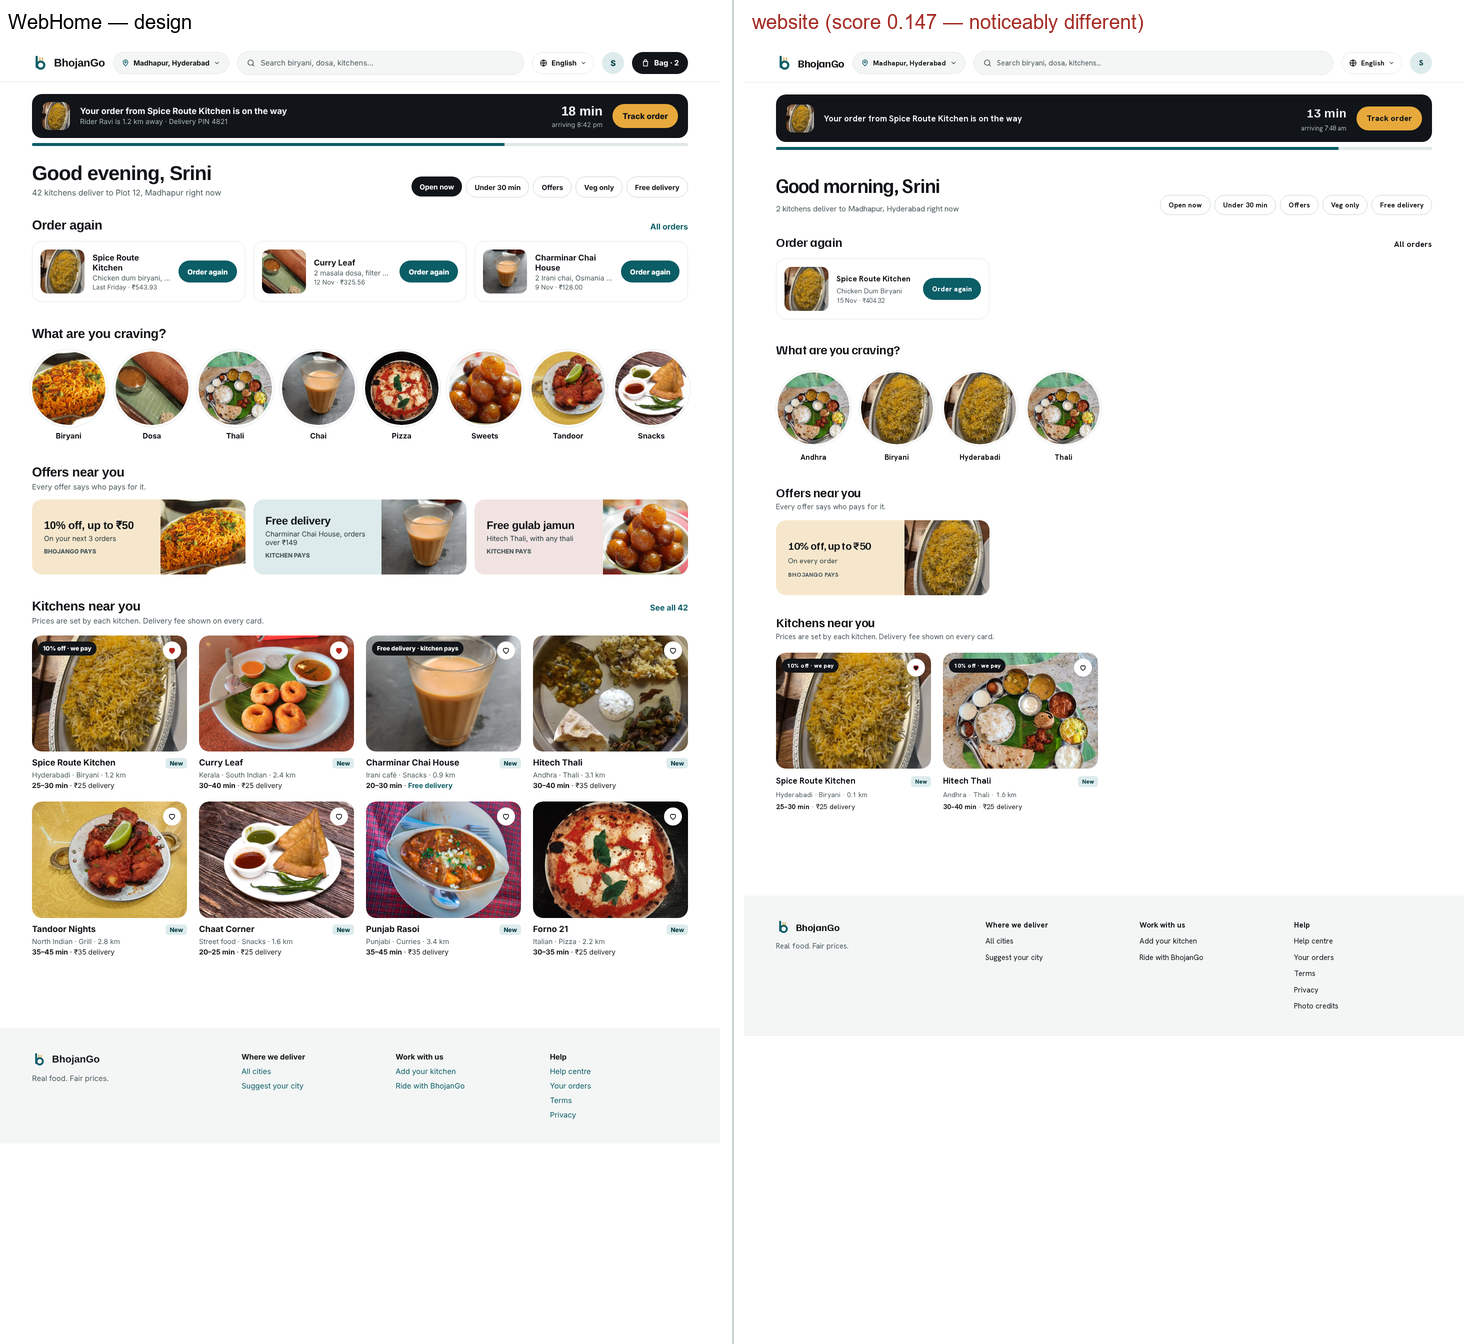 WebHome — design
BhojanGo
Madhapur, Hyderabad
Search biryani, dosa, kitchens...
English
S
Bag · 2
Your order from Spice Route Kitchen is on the way
Rider Ravi is 1.2 km away · Delivery PIN 4821
18 min
arriving 8:42 pm
Track order
Good evening, Srini
42 kitchens deliver to Plot 12, Madhapur right now
Open now
Under 30 min
Offers
Veg only
Free delivery
Order again
All orders
Spice Route
Kitchen
Chicken dum biryani, ...
Last Friday · ₹543.93
Order again
Curry Leaf
2 masala dosa, filter ...
12 Nov · ₹325.56
Order again
Charminar Chai
House
2 Irani chai, Osmania ...
9 Nov · ₹128.00
Order again
What are you craving?
Biryani
Dosa
Thali
Chai
Pizza
Sweets
Tandoor
Snacks
Offers near you
Every offer says who pays for it.
10% off, up to ₹50
On your next 3 orders
BHOJANGO PAYS
Free delivery
Charminar Chai House, orders
over ₹149
KITCHEN PAYS
Free gulab jamun
Hitech Thali, with any thali
KITCHEN PAYS
Kitchens near you
See all 42
Prices are set by each kitchen. Delivery fee shown on every card.
10% off · we pay
Free delivery · kitchen pays
Spice Route Kitchen
New
Hyderabadi · Biryani · 1.2 km
25–30 min · ₹25 delivery
Curry Leaf
New
Kerala · South Indian · 2.4 km
30–40 min · ₹25 delivery
Charminar Chai House
New
Irani café · Snacks · 0.9 km
20–30 min · Free delivery
Hitech Thali
New
Andhra · Thali · 3.1 km
30–40 min · ₹35 delivery
Tandoor Nights
New
North Indian · Grill · 2.8 km
35–45 min · ₹35 delivery
Chaat Corner
New
Street food · Snacks · 1.6 km
20–25 min · ₹25 delivery
Punjab Rasoi
New
Punjabi · Curries · 3.4 km
35–45 min · ₹35 delivery
Forno 21
New
Italian · Pizza · 2.2 km
30–35 min · ₹25 delivery
BhojanGo
Real food. Fair prices.
Where we deliver
All cities
Suggest your city
Work with us
Add your kitchen
Ride with BhojanGo
Help
Help centre
Your orders
Terms
Privacy
website (score 0.147 — noticeably different)
BhojanGo
Madhapur, Hyderabad
Search biryani, dosa, kitchens...
English
S
Your order from Spice Route Kitchen is on the way
13 min
arriving 7:48 am
Track order
Good morning, Srini
2 kitchens deliver to Madhapur, Hyderabad right now
Open now
Under 30 min
Offers
Veg only
Free delivery
Order again
All orders
Spice Route Kitchen
Chicken Dum Biryani
15 Nov · ₹404.32
Order again
What are you craving?
Andhra
Biryani
Hyderabadi
Thali
Offers near you
Every offer says who pays for it.
10% off, up to ₹50
On every order
BHOJANGO PAYS
Kitchens near you
Prices are set by each kitchen. Delivery fee shown on every card.
10% off · we pay
10% off · we pay
Spice Route Kitchen
New
Hyderabadi · Biryani · 0.1 km
25–30 min · ₹25 delivery
Hitech Thali
New
Andhra · Thali · 1.6 km
30–40 min · ₹25 delivery
BhojanGo
Real food. Fair prices.
Where we deliver
All cities
Suggest your city
Work with us
Add your kitchen
Ride with BhojanGo
Help
Help centre
Your orders
Terms
Privacy
Photo credits